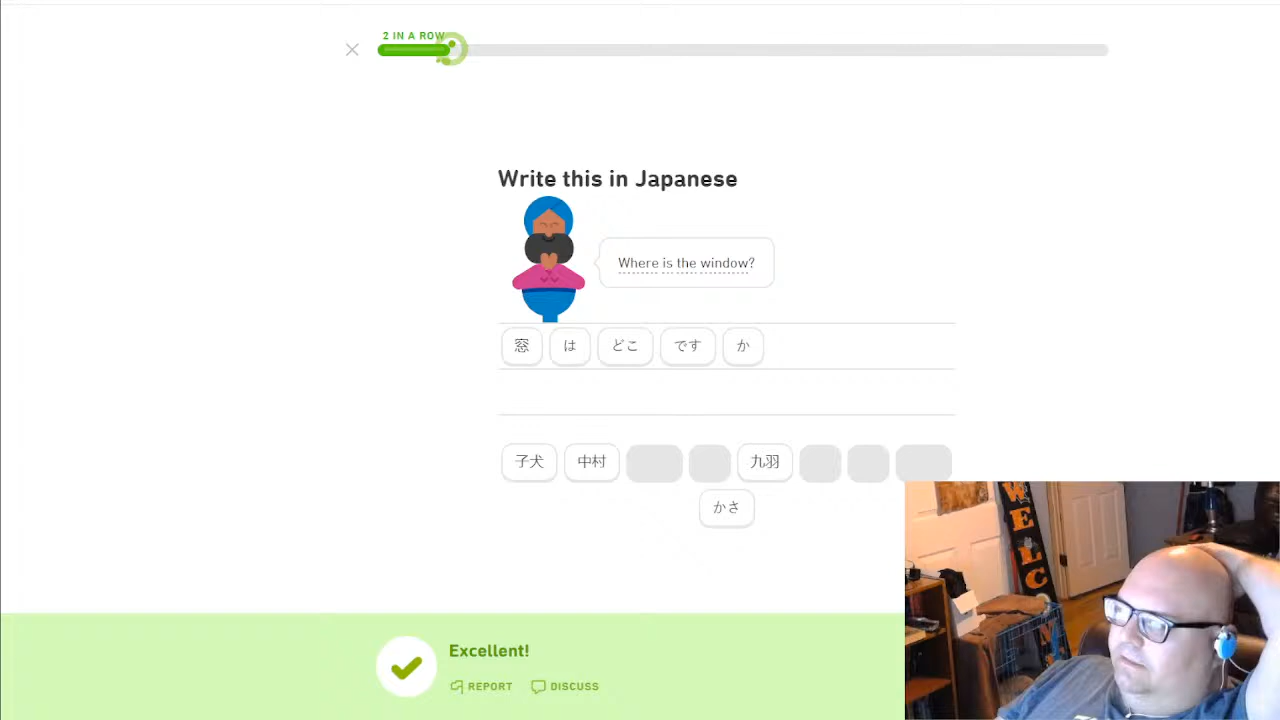 2 IN A ROW
Write this in Japanese
Where is the window?
窓 は どこ です か
子犬 中村 九羽
かさ
Excellent!
REPORT DISCUSS
WELC